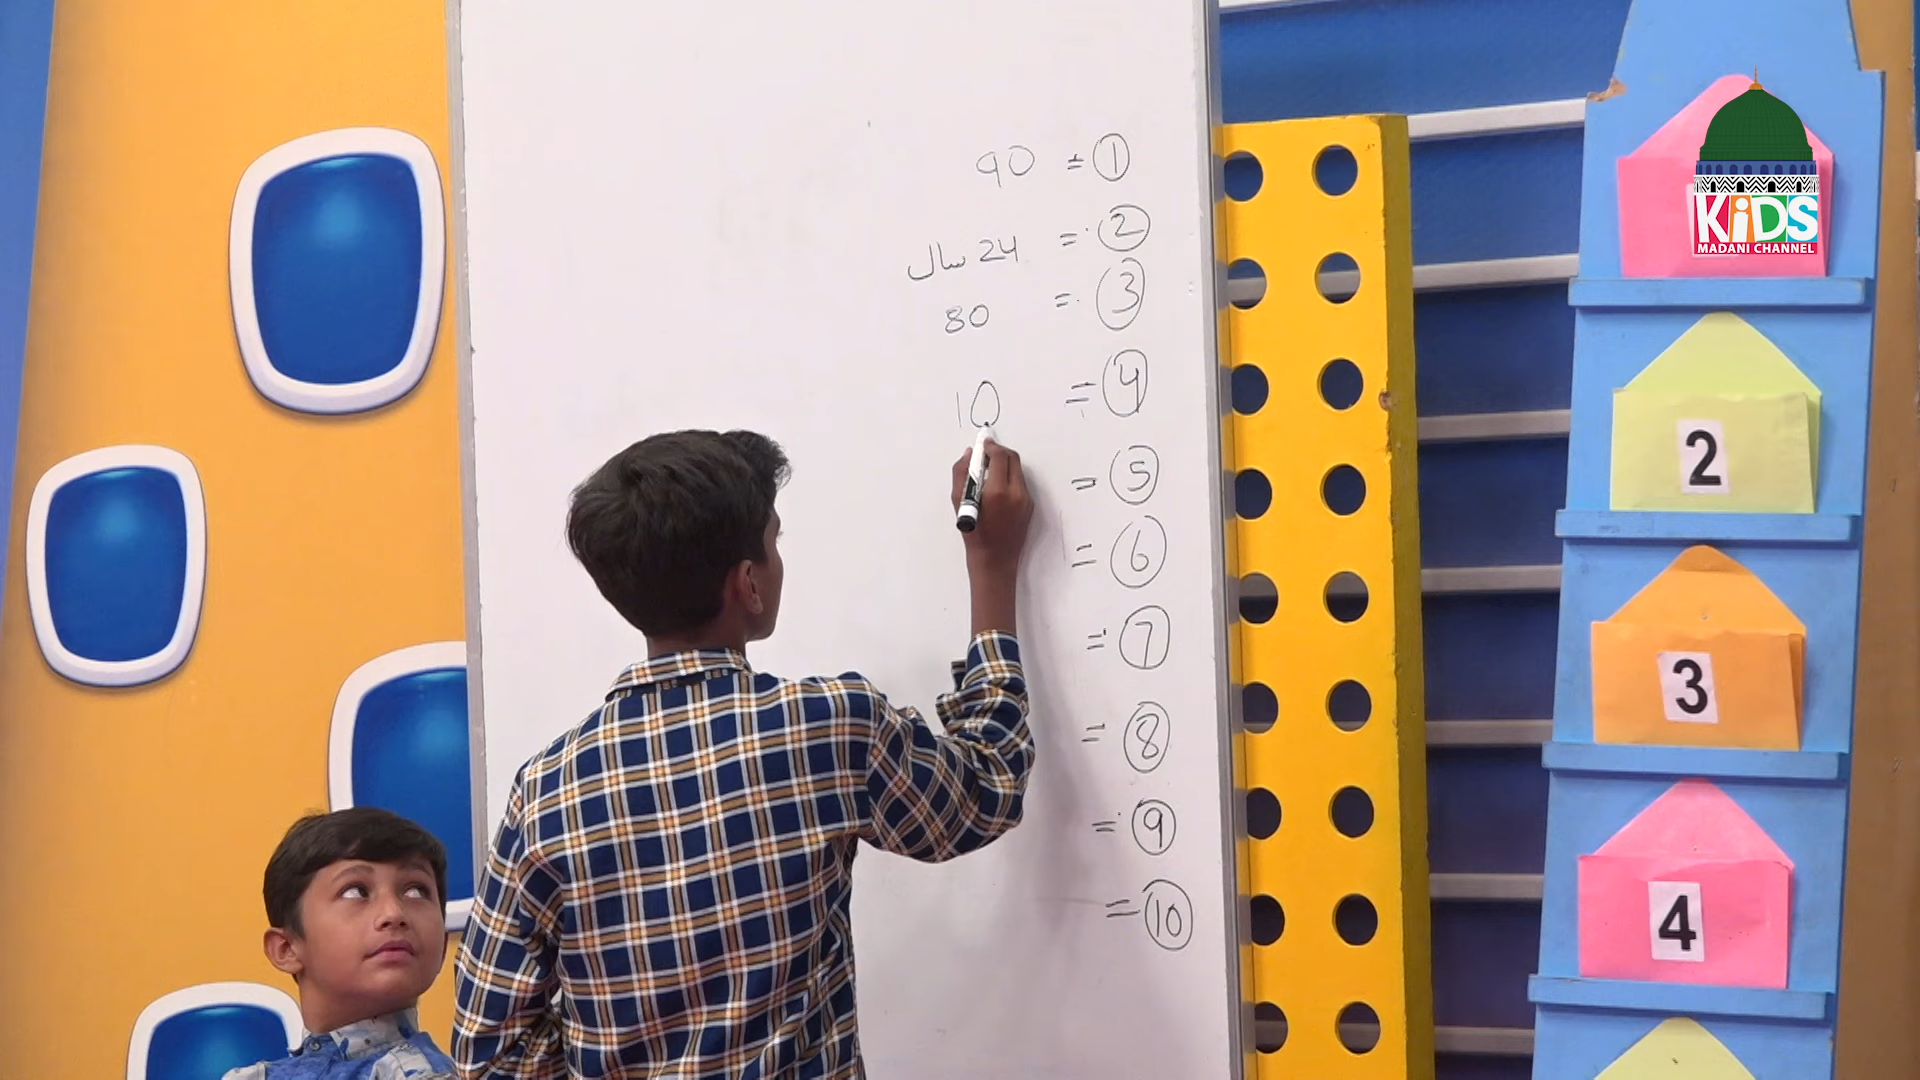 90 = 1
24 سال = 2
80 = 3
10 = 4
= 5
= 6
= 7
= 8
= 9
= 10
KiDS
MADANI CHANNEL
2
3
4